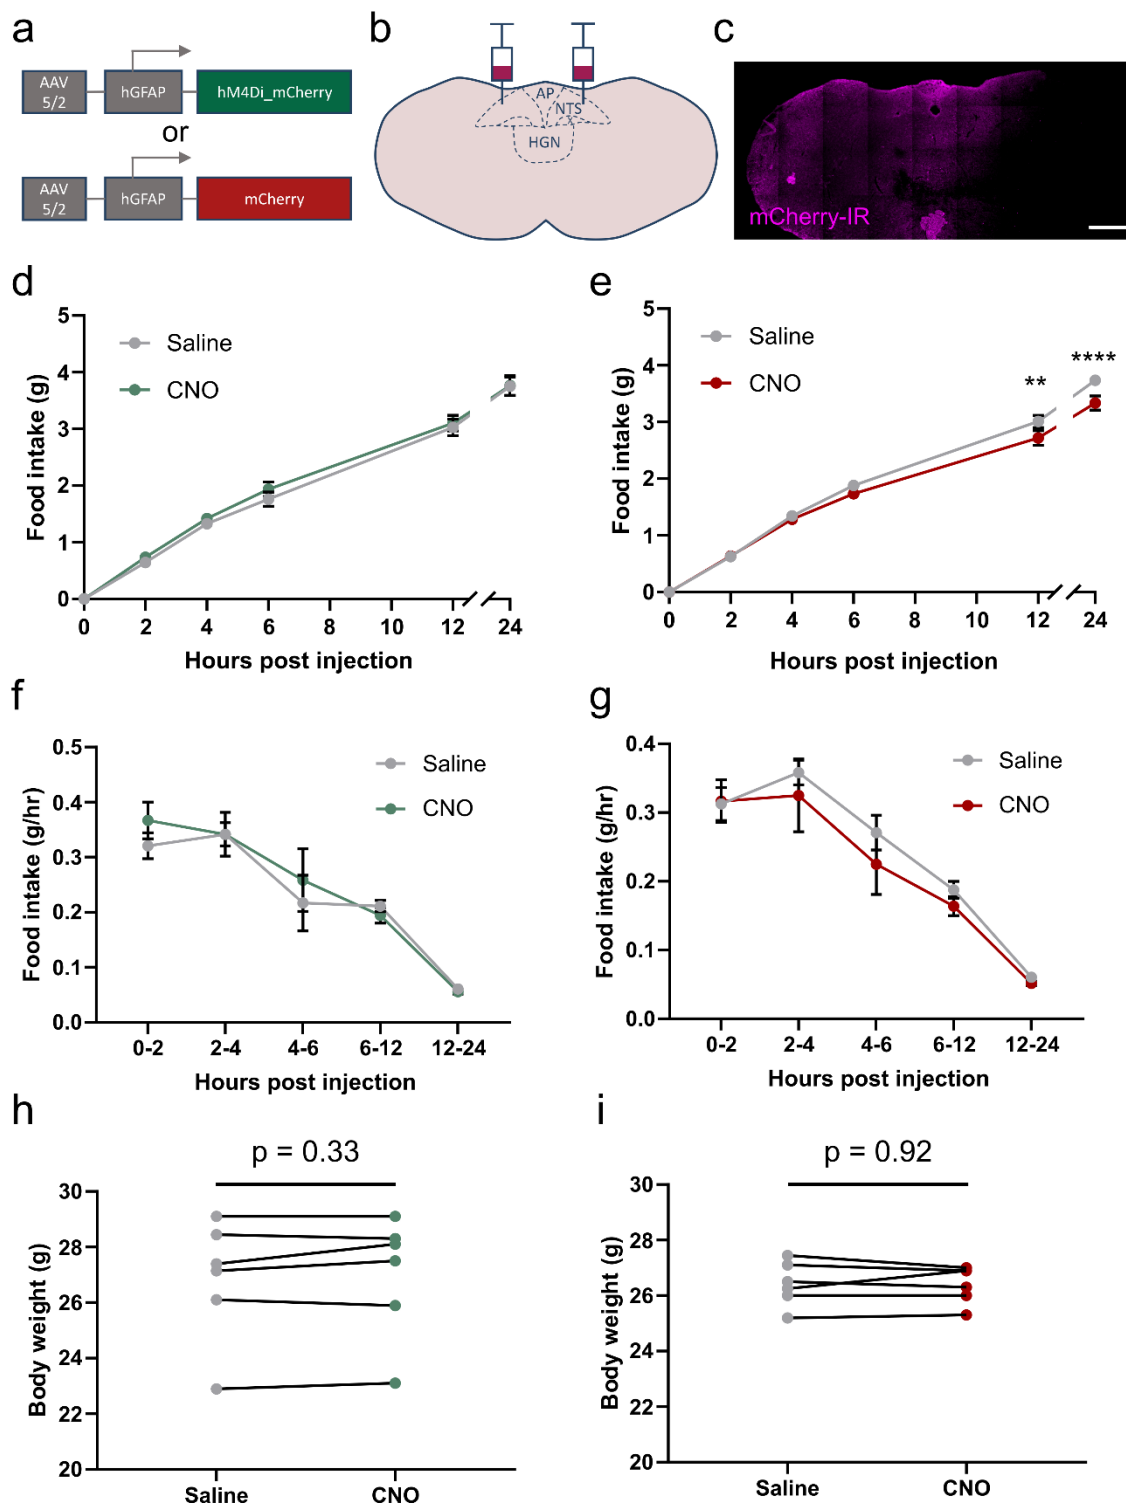 a
AAV
5/2
hGFAP
hM4Di_mCherry
or
AAV
5/2
hGFAP
mCherry
b
AP
NTS
HGN
c
mCherry-IR
d
5
4
3
2
1
0
Food intake (g)
Saline
CNO
0 2 4 6 8 10 12 24
Hours post injection
e
5
4
3
2
1
0
Food intake (g)
Saline
CNO
**
****
0 2 4 6 8 10 12 24
Hours post injection
f
0.5
0.4
0.3
0.2
0.1
0.0
Food intake (g/hr)
Saline
CNO
0-2 2-4 4-6 6-12 12-24
Hours post injection
g
0.4
0.3
0.2
0.1
0.0
Food intake (g/hr)
Saline
CNO
0-2 2-4 4-6 6-12 12-24
Hours post injection
h
p = 0.33
30
28
26
24
22
20
Body weight (g)
Saline CNO
i
p = 0.92
30
28
26
24
22
20
Body weight (g)
Saline CNO